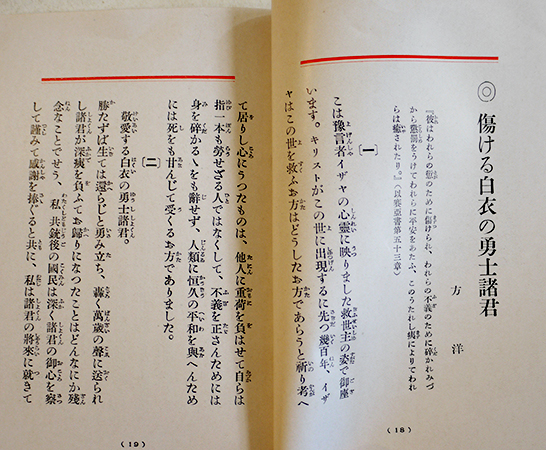 ◎傷ける白衣の勇士諸君
方洋
『彼はわれらの愆のために傷けられ、われらの不義のために碎かれみづ
から懲罰をうけてわれらに平安をあたふ、このうたれし痍によりてわれ
らは癒されたり。』(以賽亞書第五十三章)
【一】
こは豫言者イザヤの心靈に映りました救世主の姿で御座
います。キリストがこの世に出現するに先つ幾百年、イザ
ヤはこの世を救ふお方はどうしたお方であらうと祈り考へ
(18)
て居りし心にうつたものは、他人に重荷を負はせて自らは
指一本も勞せざる人ではなくして、不義を正さんためには
身を碎かるゝをも辭せず、人類に恒久の平和を與へんため
には死をも甘んじて受くるお方でありました。
【二】
敬愛する白衣の勇士諸君。
勝たずば生ては還らじと勇み立ち、轟く萬歲の聲に送られ
し諸君が深痍を負ふてお歸りになつたことはどんなにか殘
念なことでせう、私共銃後の國民は深く諸君の御心を察
して謹みて感謝を捧ぐると共に、私は諸君の將來に就きて
(19)